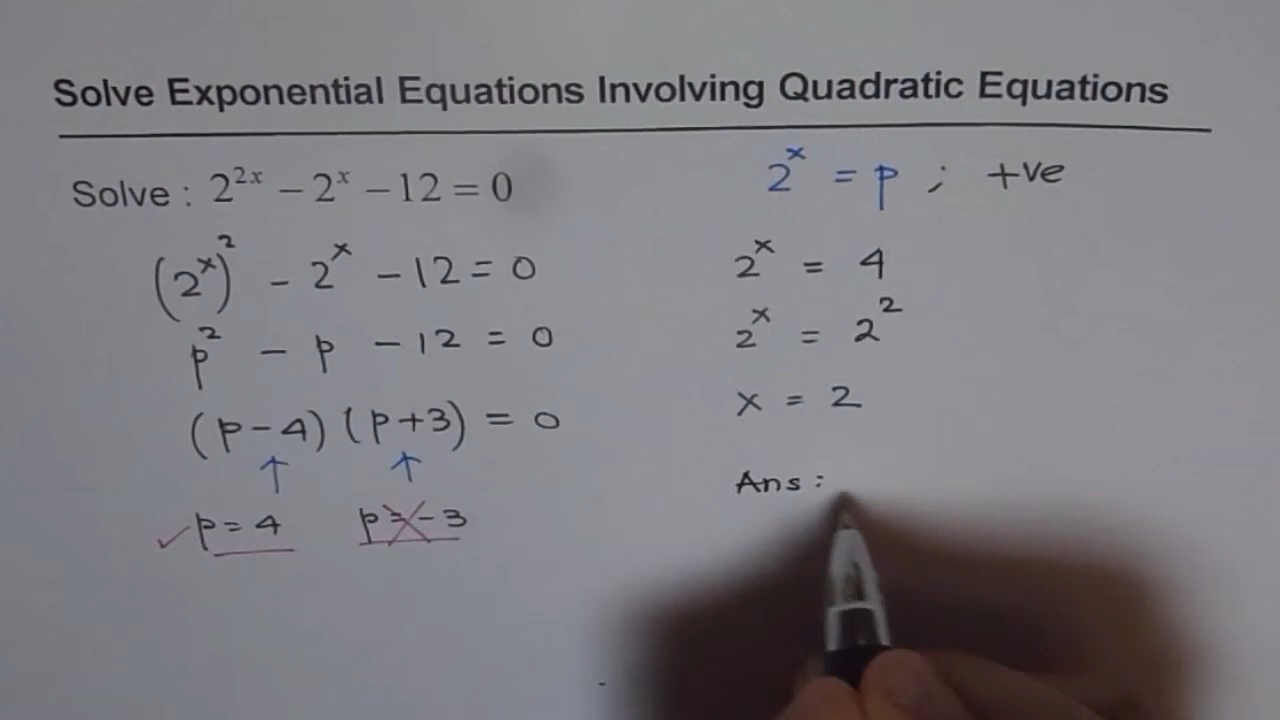 Solve Exponential Equations Involving Quadratic Equations
Solve : 2^{2x} − 2^x − 12 = 0
(2^x)^2 - 2^x - 12 = 0
p^2 - p - 12 = 0
(p-4) (p+3) = 0
↑ ↑
✓ p = 4 p = -3
2^x = p ; +ve
2^x = 4
2^x = 2^2
x = 2
Ans :